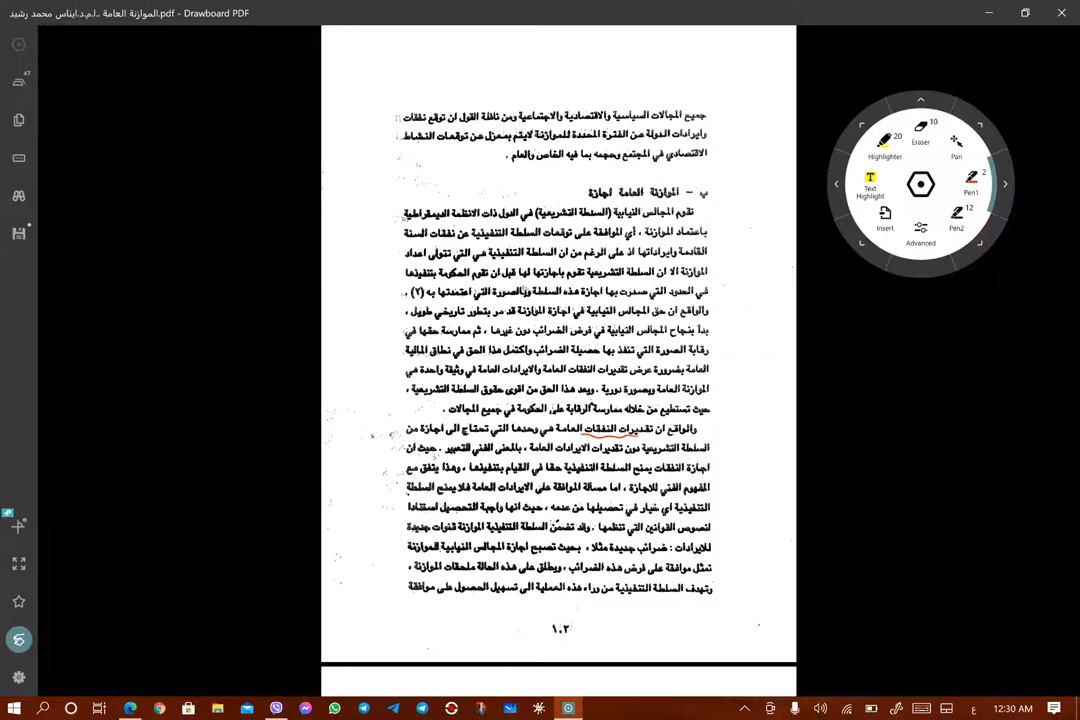 الموازنة العامة ..ا.م.د.ايناس محمد رشيد.pdf - Drawboard PDF
47
جميع المجالات السياسية والاقتصادية والاجتماعية ومن نافلة القول ان توقع نفقات
وايرادات الدولة عن الفترة المحددة للموازنة لايتم بمعزل عن توقعات النشاط
الاقتصادي في المجتمع وحجمه بما فيه الخاص والعام .
ب - الموازنة العامة اجازة
تقوم المجالس النيابية (السلطة التشريعية) في الدول ذات الانظمة الديمقراطية
باعتماد الموازنة ، أي الموافقة على توقعات السلطة التنفيذية عن نفقات السنة
القادمة وايراداتها اذ على الرغم من ان السلطة التنفيذية هي التي تتولى اعداد
الموازنة الا ان السلطة التشريعية تقوم باجازتها لها قبل ان تقوم الحكومة بتنفيذها
في الحدود التي صدرت بها اجازة هذه السلطة وبالصورة التي اعتمدتها به (٢) .
والواقع ان حق المجالس النيابية في اجازة الموازنة قد مر بتطور تاريخي طويل ،
بدأ بنجاح المجالس النيابية في فرض الضرائب دون غيرها ، ثم ممارسة حقها في
رقابة الصورة التي تنفذ بها حصيلة الضرائب واكتمل هذا الحق في نطاق المالية
العامة بضرورة عرض تقديرات النفقات العامة والايرادات العامة في وثيقة واحدة هي
الموازنة العامة وبصورة دورية . ويعد هذا الحق من اقوى حقوق السلطة التشريعية ،
حيث تستطيع من خلاله ممارسة الرقابة على الحكومة في جميع المجالات .
والواقع ان تقديرات النفقات العامة هي وحدها التي تحتاج الى اجازة من
السلطة التشريعية دون تقديرات الايرادات العامة ، بالمعنى الفني للتعبير . حيث ان
اجازة النفقات يمنح السلطة التنفيذية حقا في القيام بتنفيذها ، وهذا يتفق مع
المفهوم الفني للاجازة ، اما مسألة الموافقة على الايرادات العامة فلا يمنح السلطة
التنفيذية أي خيار في تحصيلها من عدمه ، حيث انها واجبة التحصيل استنادا
لنصوص القوانين التي تنظمها . وقد تضمن السلطة التنفيذية الموازنة قنوات جديدة
للايرادات : ضرائب جديدة مثلا ، بحيث تصبح اجازة المجالس النيابية للموازنة
تمثل موافقة على فرض هذه الضرائب ، ويطلق على هذه الحالة ملحقات الموازنة ،
وتهدف السلطة التنفيذية من وراء هذه العملية الى تسهيل الحصول على موافقة
١٠٣
10
Eraser
20
Highlighter
Pan
Text Highlight
2
Pen1
Insert
12
Pen2
Advanced
ع
12:30 AM